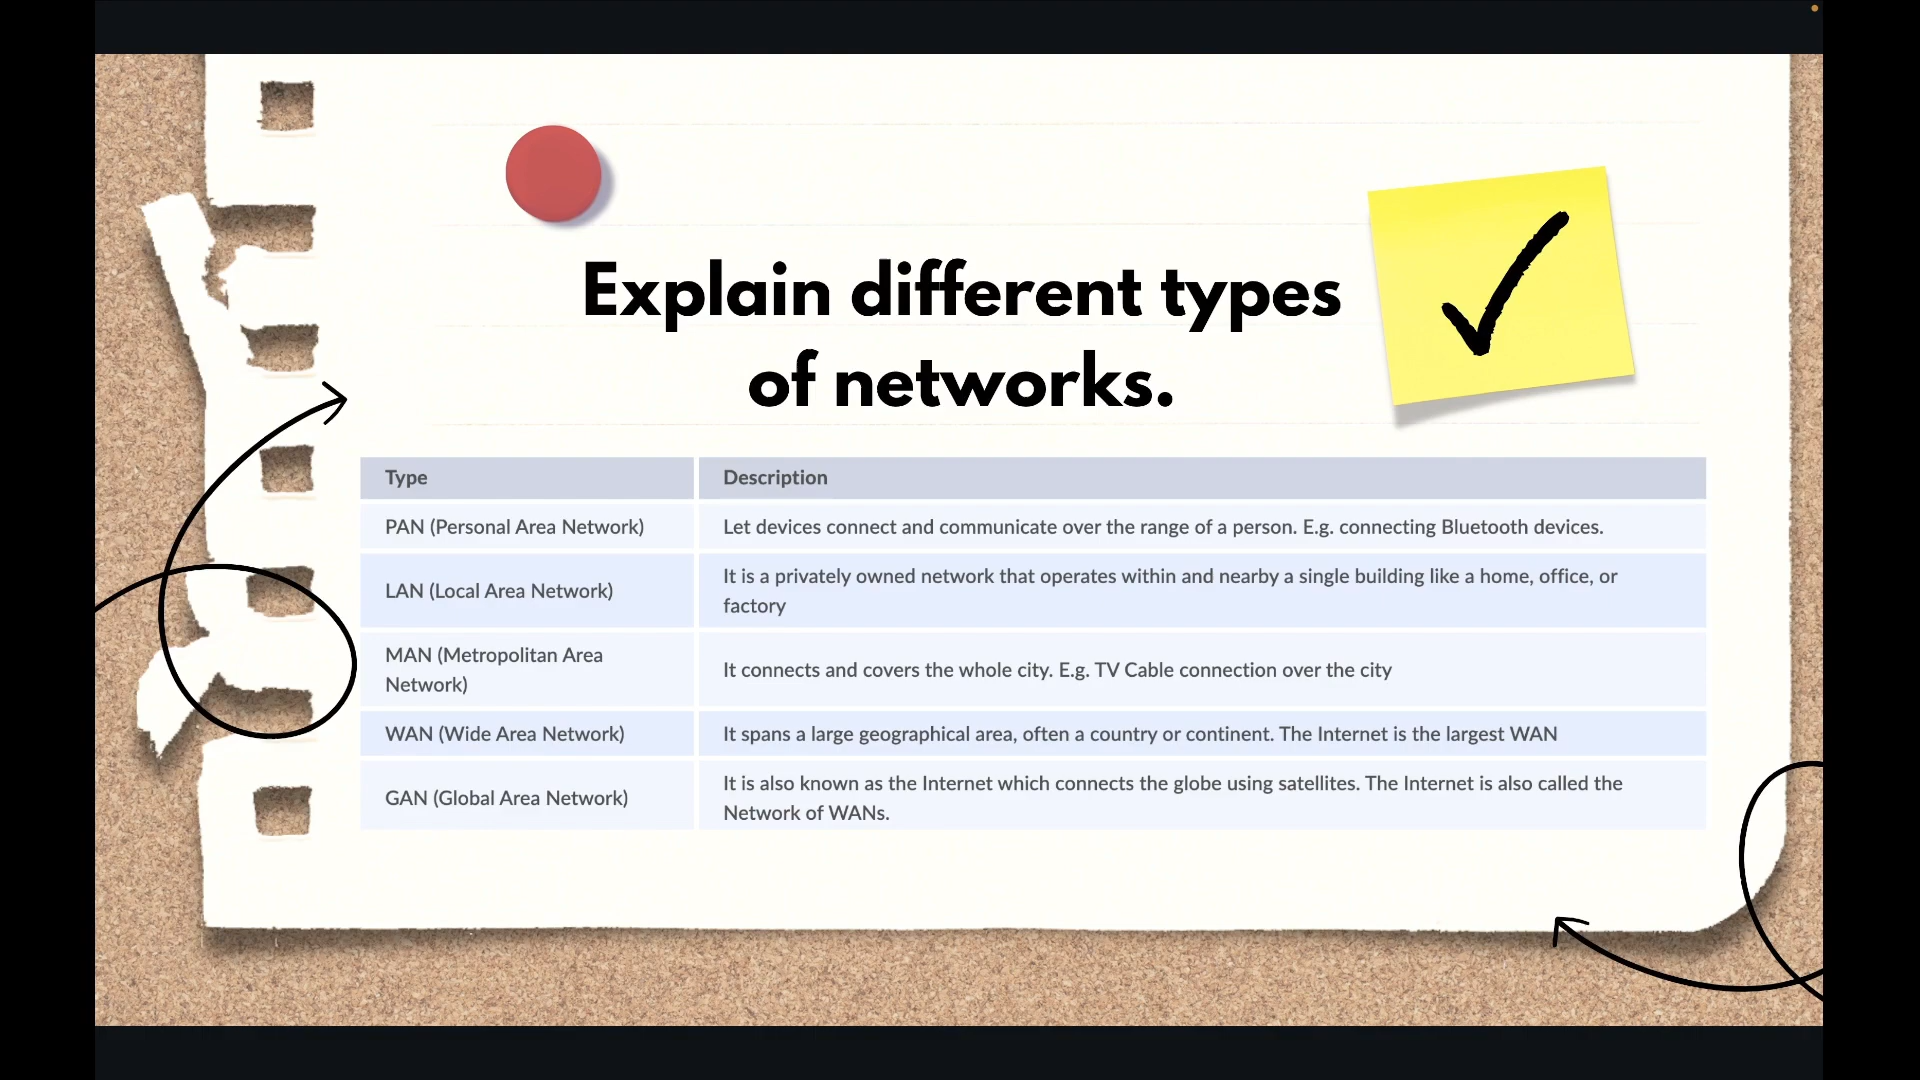 Explain different types
of networks.
Type
Description
PAN (Personal Area Network)
Let devices connect and communicate over the range of a person. E.g. connecting Bluetooth devices.
LAN (Local Area Network)
It is a privately owned network that operates within and nearby a single building like a home, office, or
factory
MAN (Metropolitan Area
Network)
It connects and covers the whole city. E.g. TV Cable connection over the city
WAN (Wide Area Network)
It spans a large geographical area, often a country or continent. The Internet is the largest WAN
GAN (Global Area Network)
It is also known as the Internet which connects the globe using satellites. The Internet is also called the
Network of WANs.